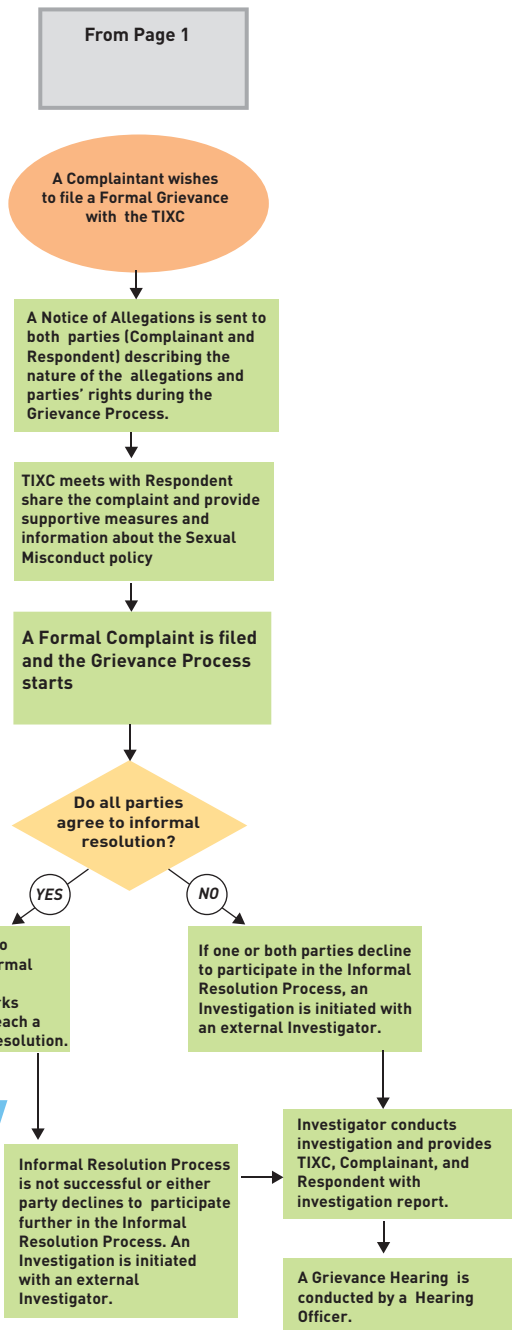 From Page 1
A Complaintant wishes
to file a Formal Grievance
with the TIXC
A Notice of Allegations is sent to
both parties (Complainant and
Respondent) describing the
nature of the allegations and
parties' rights during the
Grievance Process.
TIXC meets with Respondent
share the complaint and provide
supportive measures and
information about the Sexual
Misconduct policy
A Formal Complaint is filed
and the Grievance Process
starts
Do all parties
agree to informal
resolution?
YES
NO
o
rmal
rks
each a
esolution.
If one or both parties decline
to participate in the Informal
Resolution Process, an
Investigation is initiated with
an external Investigator.
Informal Resolution Process
is not successful or either
party declines to participate
further in the Informal
Resolution Process. An
Investigation is initiated
with an external
Investigator.
Investigator conducts
investigation and provides
TIXC, Complainant, and
Respondent with
investigation report.
A Grievance Hearing is
conducted by a Hearing
Officer.